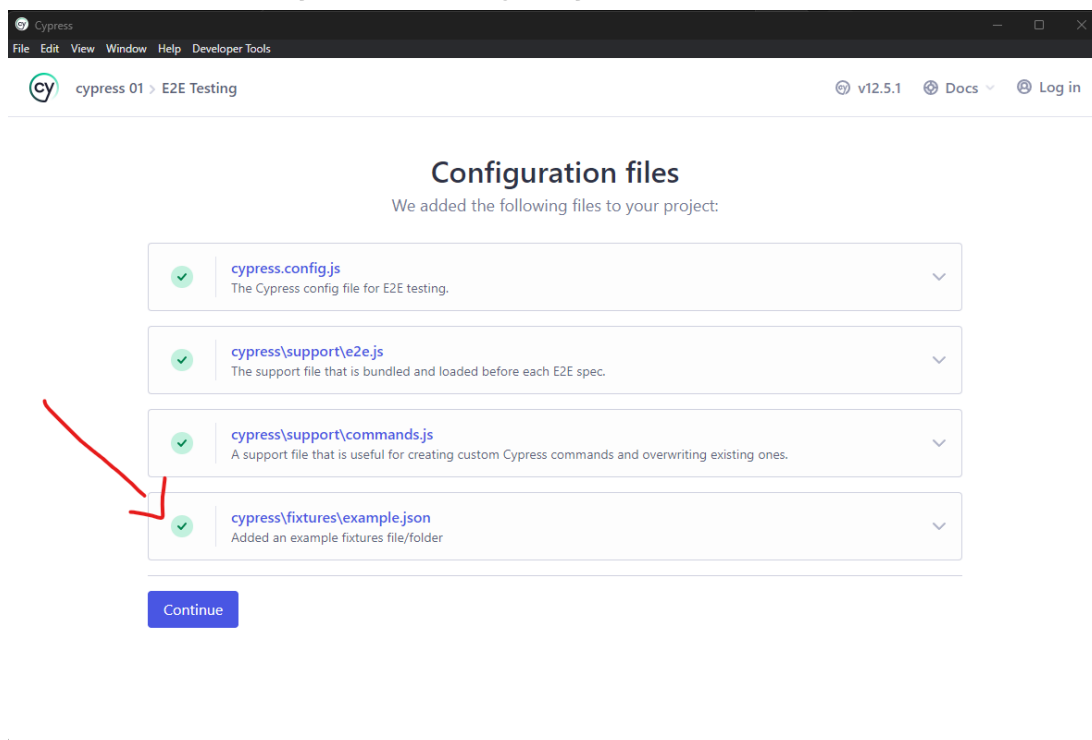 cy Cypress
File Edit View Window Help Developer Tools
cy cypress 01 > E2E Testing cy v12.5.1 Docs Log in
Configuration files
We added the following files to your project:
cypress.config.js
The Cypress config file for E2E testing.
cypress\support\e2e.js
The support file that is bundled and loaded before each E2E spec.
cypress\support\commands.js
A support file that is useful for creating custom Cypress commands and overwriting existing ones.
cypress\fixtures\example.json
Added an example fixtures file/folder
Continue